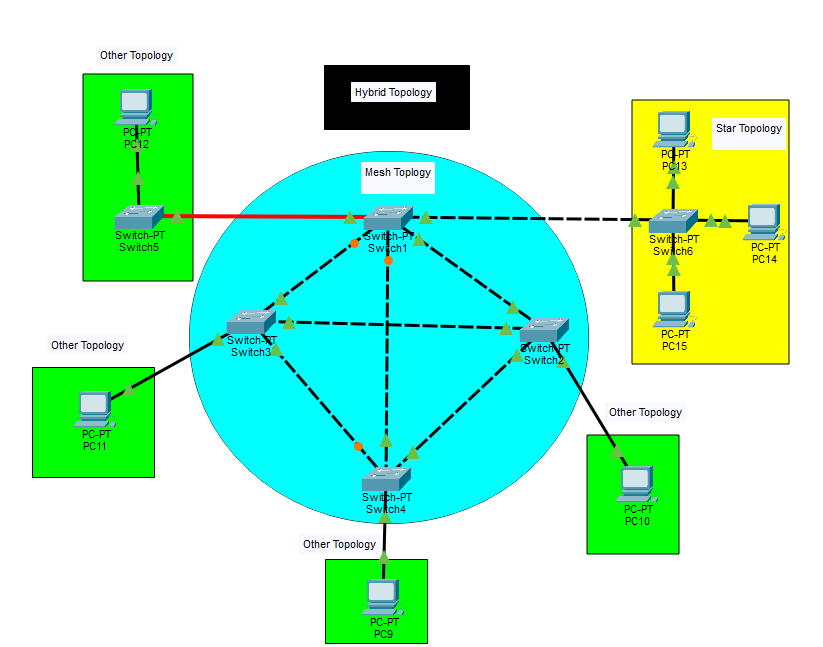 Other Topology
Hybrid Topology
PC-PT
PC12
PC-PT
PC13
Star Topology
Mesh Toplogy
Switch-PT
Switch5
Switch-PT
Switch1
Switch-PT
Switch6
PC-PT
PC14
Switch-PT
Switch3
Switch-PT
Switch2
PC-PT
PC15
Other Topology
PC-PT
PC11
Other Topology
Switch-PT
Switch4
PC-PT
PC10
Other Topology
PC-PT
PC9